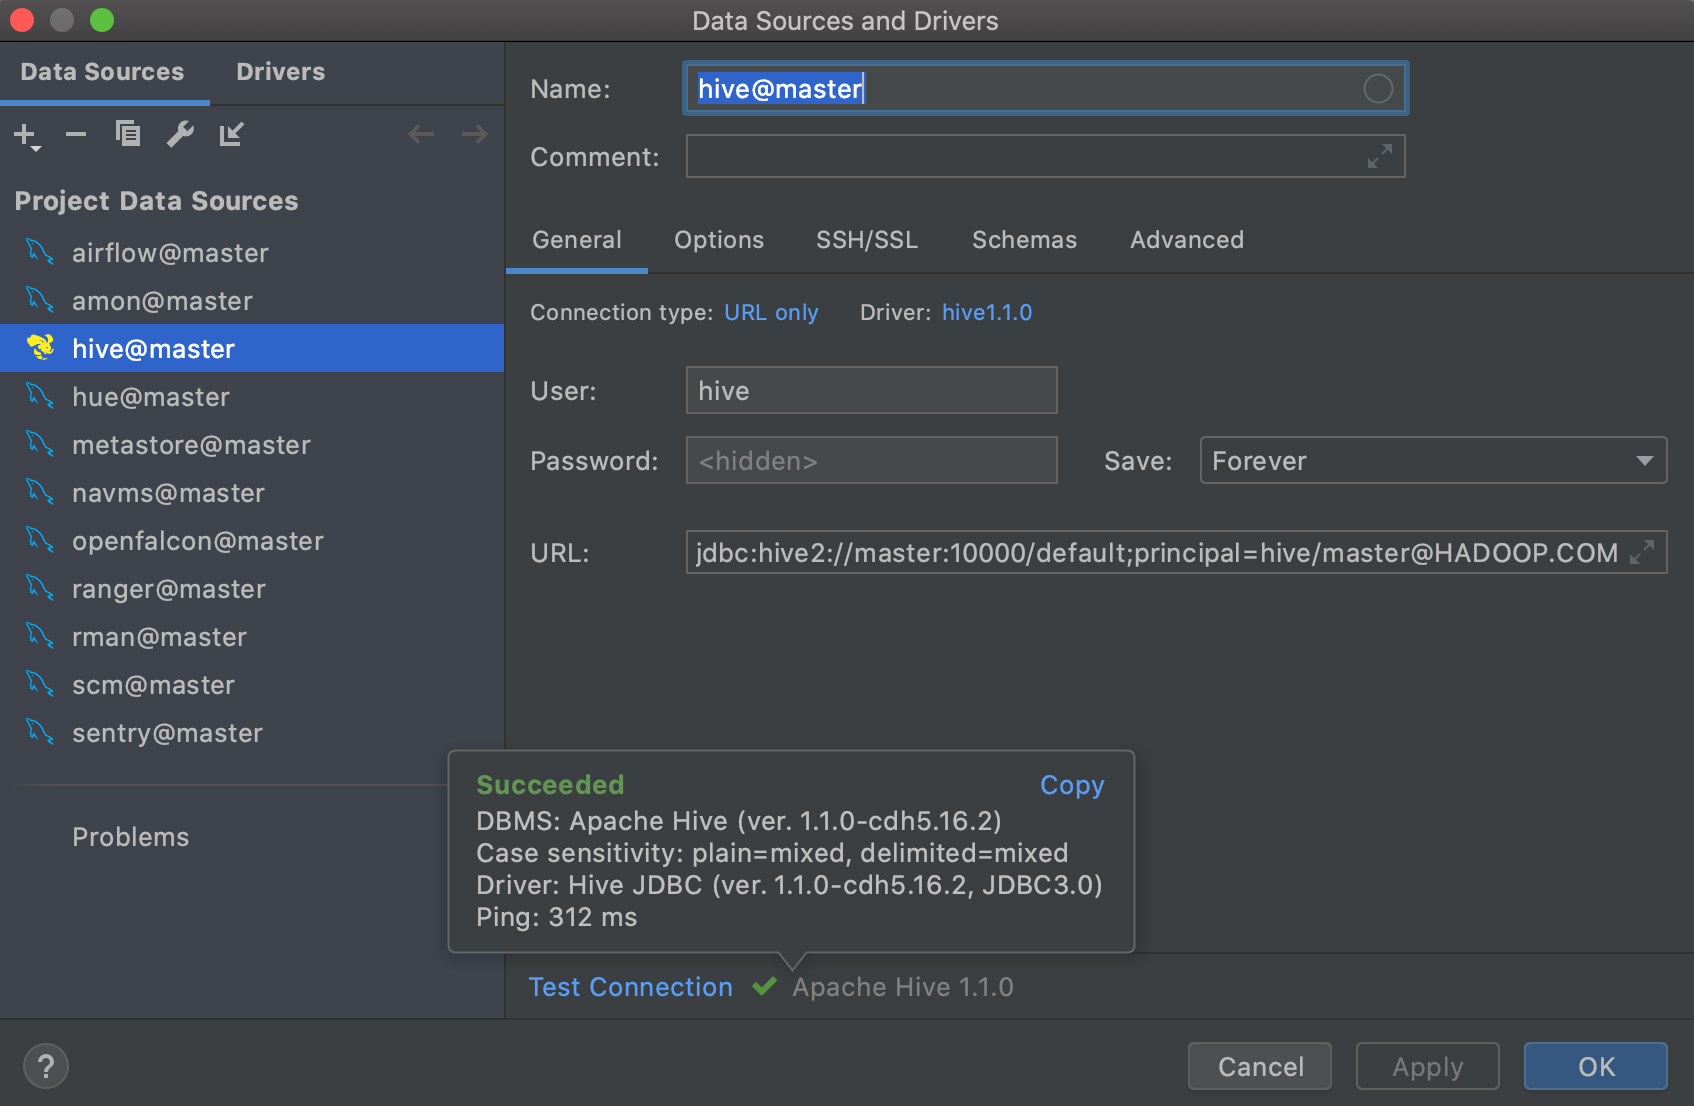 Data Sources and Drivers
Data Sources Drivers
Project Data Sources
airflow@master
amon@master
hive@master
hue@master
metastore@master
navms@master
openfalcon@master
ranger@master
rman@master
scm@master
sentry@master
Problems
Name: hive@master
Comment:
General Options SSH/SSL Schemas Advanced
Connection type: URL only Driver: hive1.1.0
User: hive
Password: <hidden> Save: Forever
URL: jdbc:hive2://master:10000/default;principal=hive/master@HADOOP.COM
Succeeded Copy
DBMS: Apache Hive (ver. 1.1.0-cdh5.16.2)
Case sensitivity: plain=mixed, delimited=mixed
Driver: Hive JDBC (ver. 1.1.0-cdh5.16.2, JDBC3.0)
Ping: 312 ms
Test Connection Apache Hive 1.1.0
? Cancel Apply OK